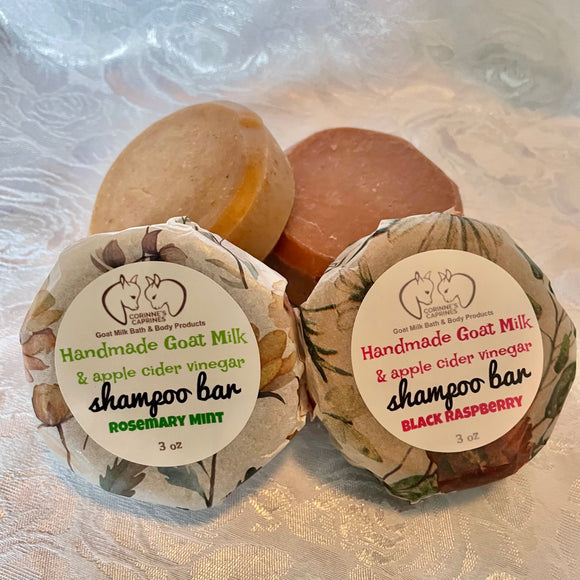 CORINNE'S
CAPRINES
Goat Milk Bath & Body Products
Handmade Goat Milk
& apple cider vinegar
shampoo bar
Rosemary Mint
3 oz
CORINNE'S
CAPRINES
Goat Milk Bath & Body Products
Handmade Goat Milk
& apple cider vinegar
shampoo bar
Black Raspberry
3 oz